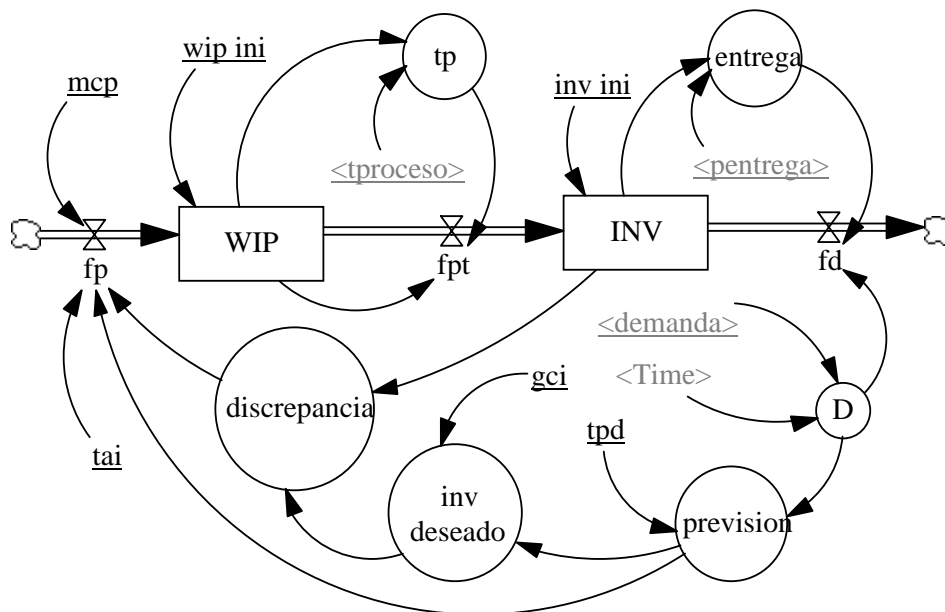 wip ini
tp
entrega
mcp
inv ini
<tproceso>
<pentrega>
WIP
INV
fp
fpt
fd
<demanda>
<Time>
gci
discrepancia
D
tpd
tai
inv
deseado
prevision